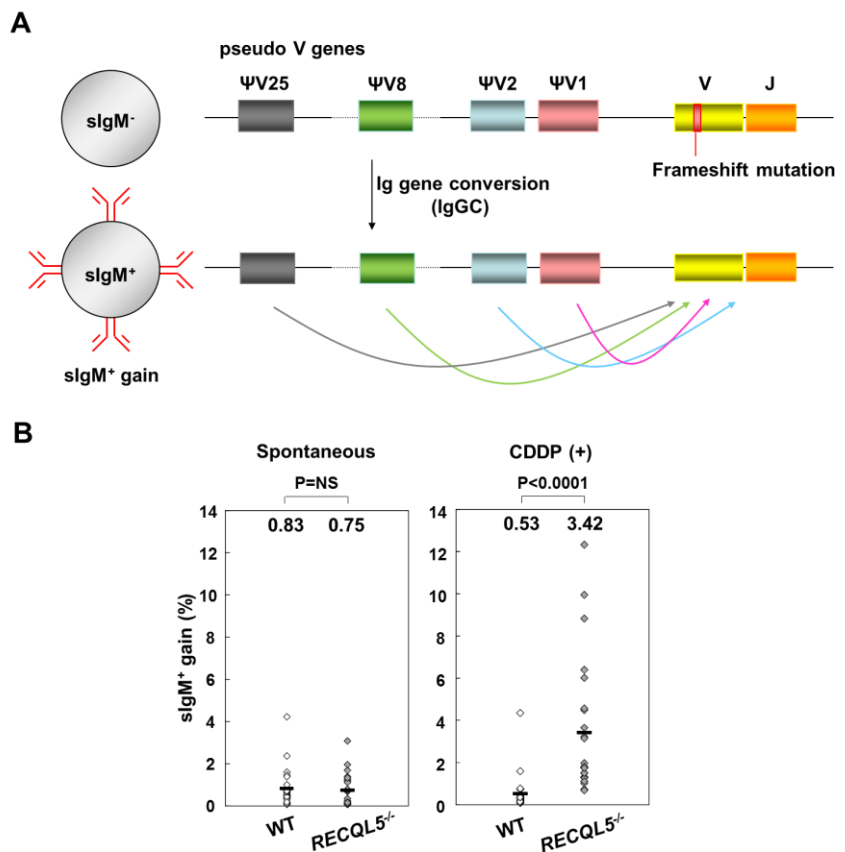 A
pseudo V genes
ΨV25 ΨV8 ΨV2 ΨV1 V J
sIgM⁻
Frameshift mutation
Ig gene conversion
(IgGC)
sIgM⁺
sIgM⁺ gain
B
Spontaneous CDDP (+)
P=NS P<0.0001
14 14
0.83 0.75 0.53 3.42
12 12
10 10
8 8
6 6
4 4
2 2
0 0
sIgM⁺ gain (%)
WT RECQL5⁻/⁻ WT RECQL5⁻/⁻